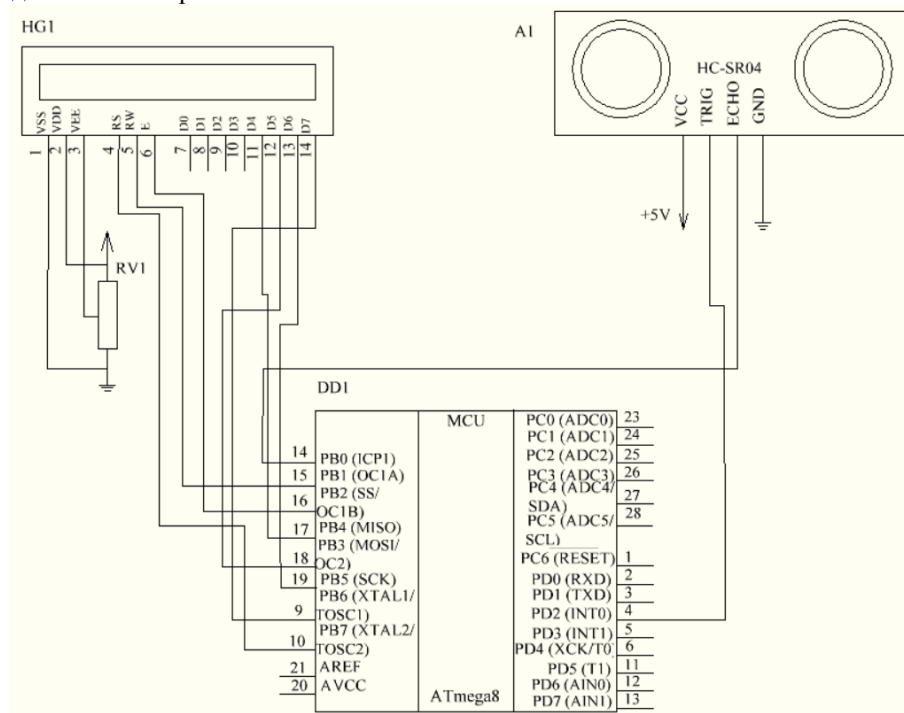 HG1
VSS
VDD
VEE
RS
RW
E
D0
D1
D2
D3
D4
D5
D6
D7
1
2
3
4
5
6
7
8
9
10
11
12
13
14
A1
HC-SR04
VCC
TRIG
ECHO
GND
+5V
RV1
DD1
MCU
ATmega8
14 PB0 (ICP1)
15 PB1 (OC1A)
16 PB2 (SS/
OC1B)
17 PB4 (MISO)
PB3 (MOSI/
18 OC2)
19 PB5 (SCK)
PB6 (XTAL1/
9 TOSC1)
PB7 (XTAL2/
10 TOSC2)
21 AREF
20 AVCC
PC0 (ADC0) 23
PC1 (ADC1) 24
PC2 (ADC2) 25
PC3 (ADC3) 26
PC4 (ADC4/
SDA) 27
PC5 (ADC5/ 28
SCL)
PC6 (RESET) 1
PD0 (RXD) 2
PD1 (TXD) 3
PD2 (INT0) 4
PD3 (INT1) 5
PD4 (XCK/T0) 6
PD5 (T1) 11
PD6 (AIN0) 12
PD7 (AIN1) 13